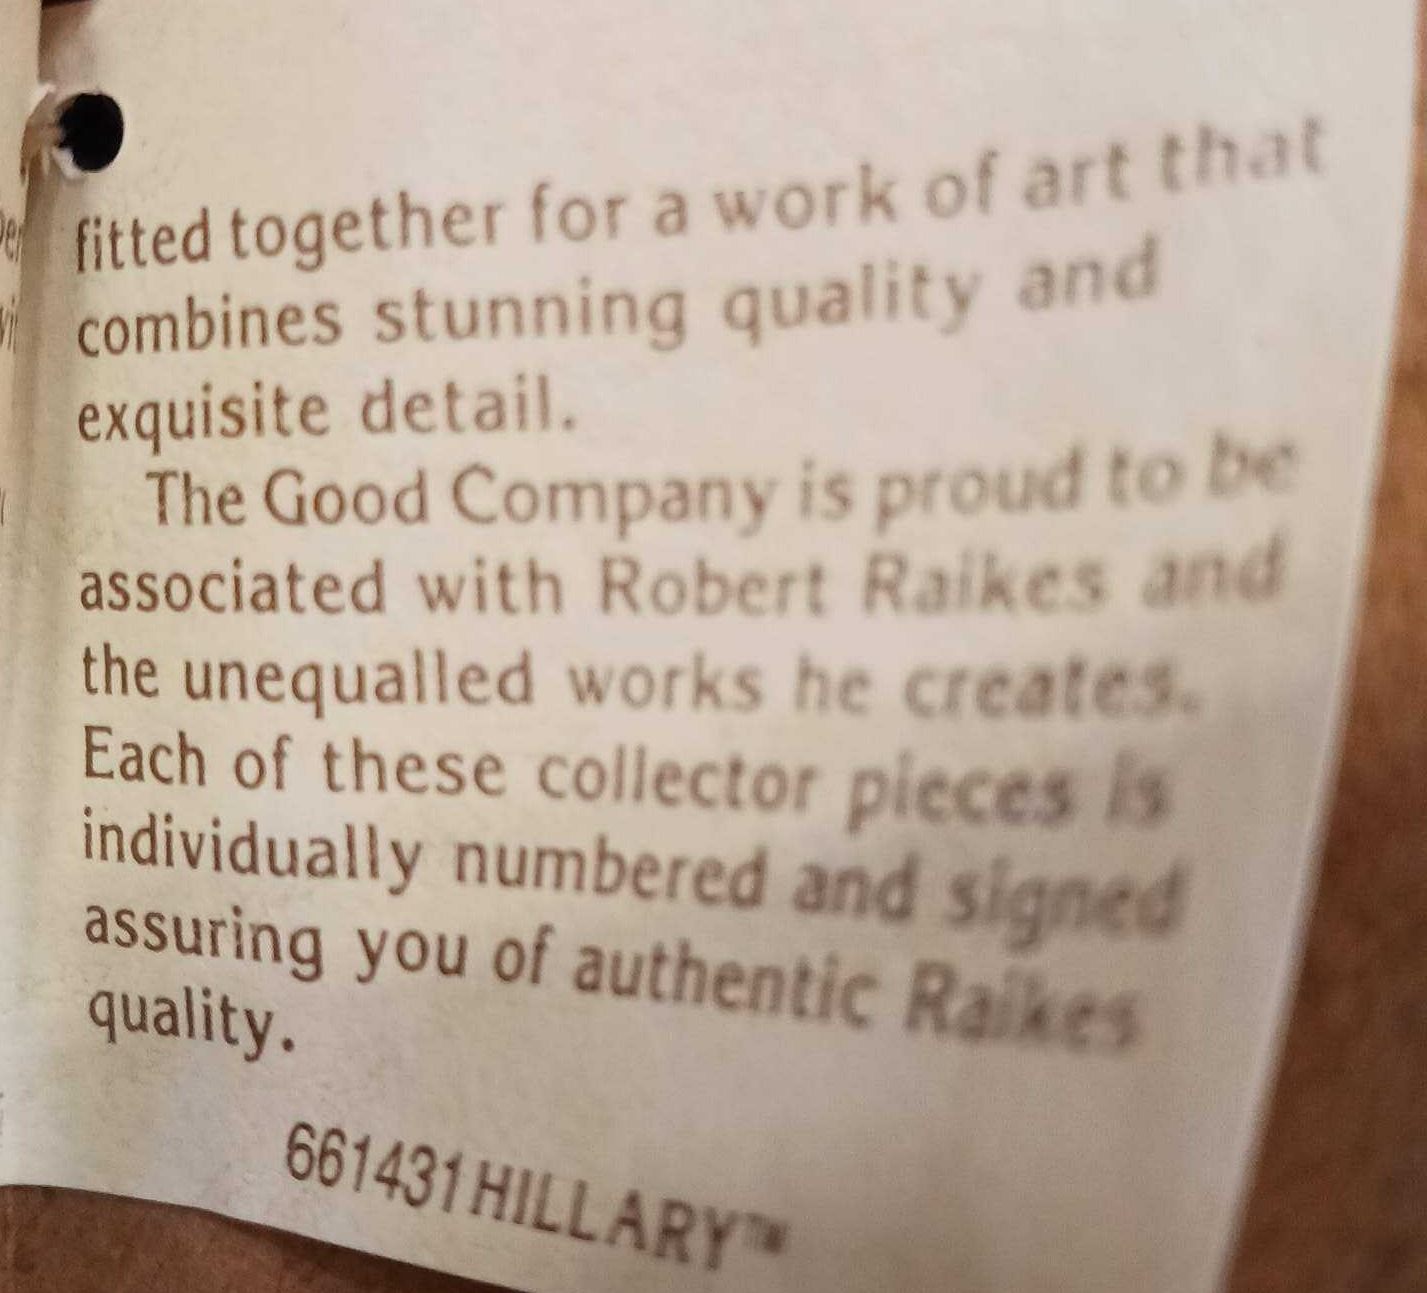 fitted together for a work of art that
combines stunning quality and
exquisite detail.
The Good Company is proud to be
associated with Robert Raikes and
the unequalled works he creates.
Each of these collector pieces is
individually numbered and signed
assuring you of authentic Raikes
quality.
661431 HILLARY™